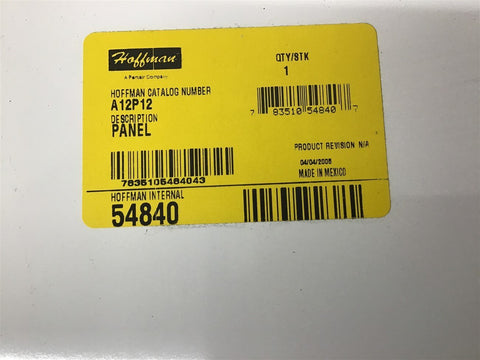 Hoffman
A Pentair Company
QTY/STK
1
HOFFMAN CATALOG NUMBER
A12P12
DESCRIPTION
PANEL
7 83510 54840 7
PRODUCT REVISION N/A
04/04/2006
MADE IN MEXICO
7835105484043
HOFFMAN INTERNAL
54840